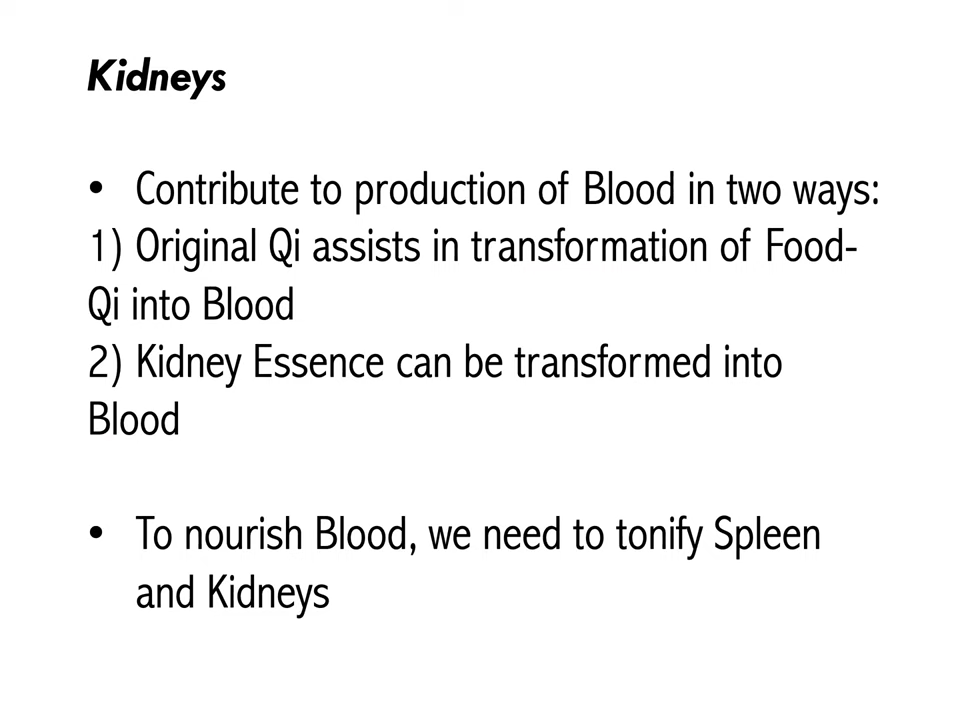 Kidneys
• Contribute to production of Blood in two ways:
1) Original Qi assists in transformation of Food-
Qi into Blood
2) Kidney Essence can be transformed into
Blood
• To nourish Blood, we need to tonify Spleen
and Kidneys